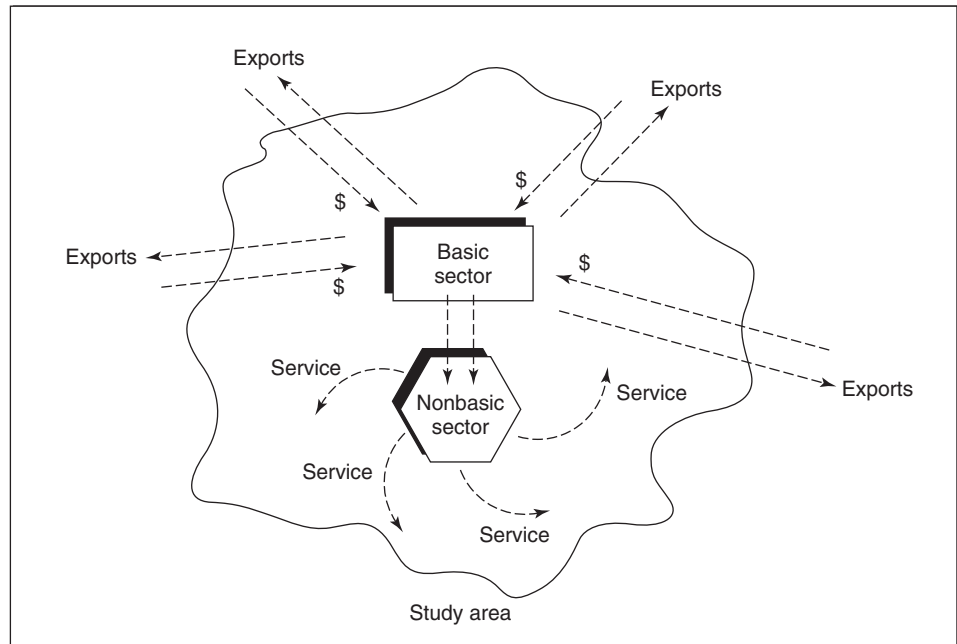 Exports
Exports
$
$
Exports
$
Basic
sector
$
Exports
Service
Nonbasic
sector
Service
Service
Service
Study area